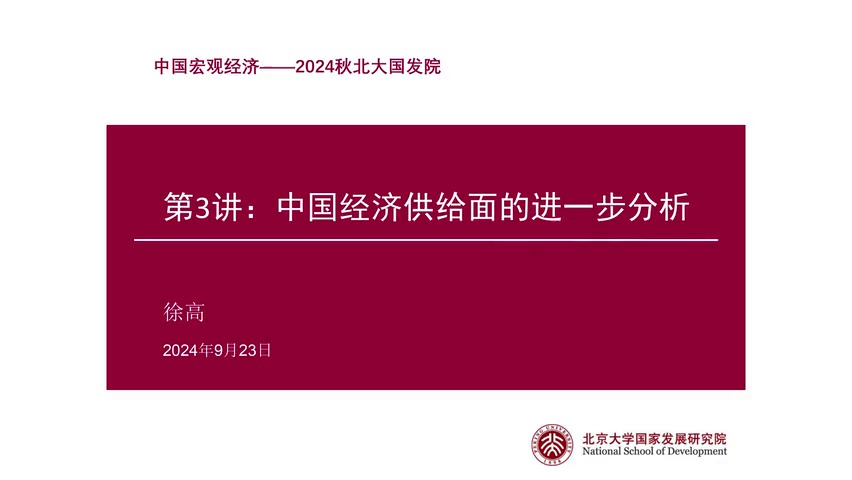 中国宏观经济——2024秋北大国发院
第3讲：中国经济供给面的进一步分析
徐高
2024年9月23日
北京大学国家发展研究院
National School of Development
PEKING UNIVERSITY
1898